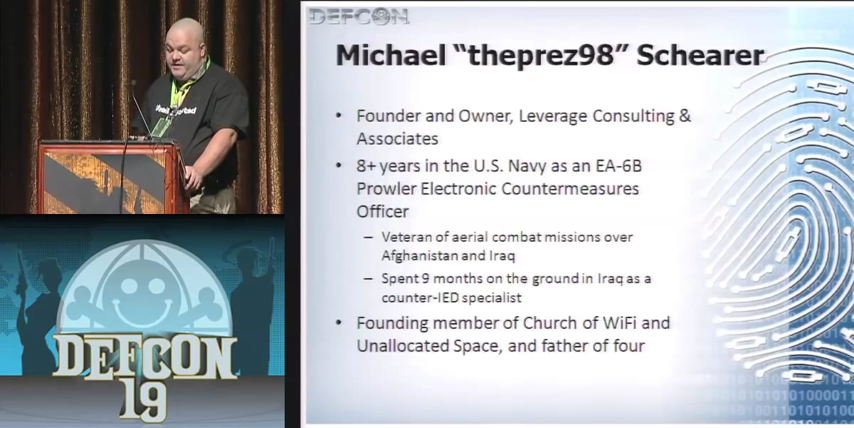 DEFCON
Michael “theprez98” Schearer
• Founder and Owner, Leverage Consulting &
Associates
• 8+ years in the U.S. Navy as an EA-6B
Prowler Electronic Countermeasures
Officer
– Veteran of aerial combat missions over
Afghanistan and Iraq
– Spent 9 months on the ground in Iraq as a
counter-IED specialist
• Founding member of Church of WiFi and
Unallocated Space, and father of four
DEFCON
19